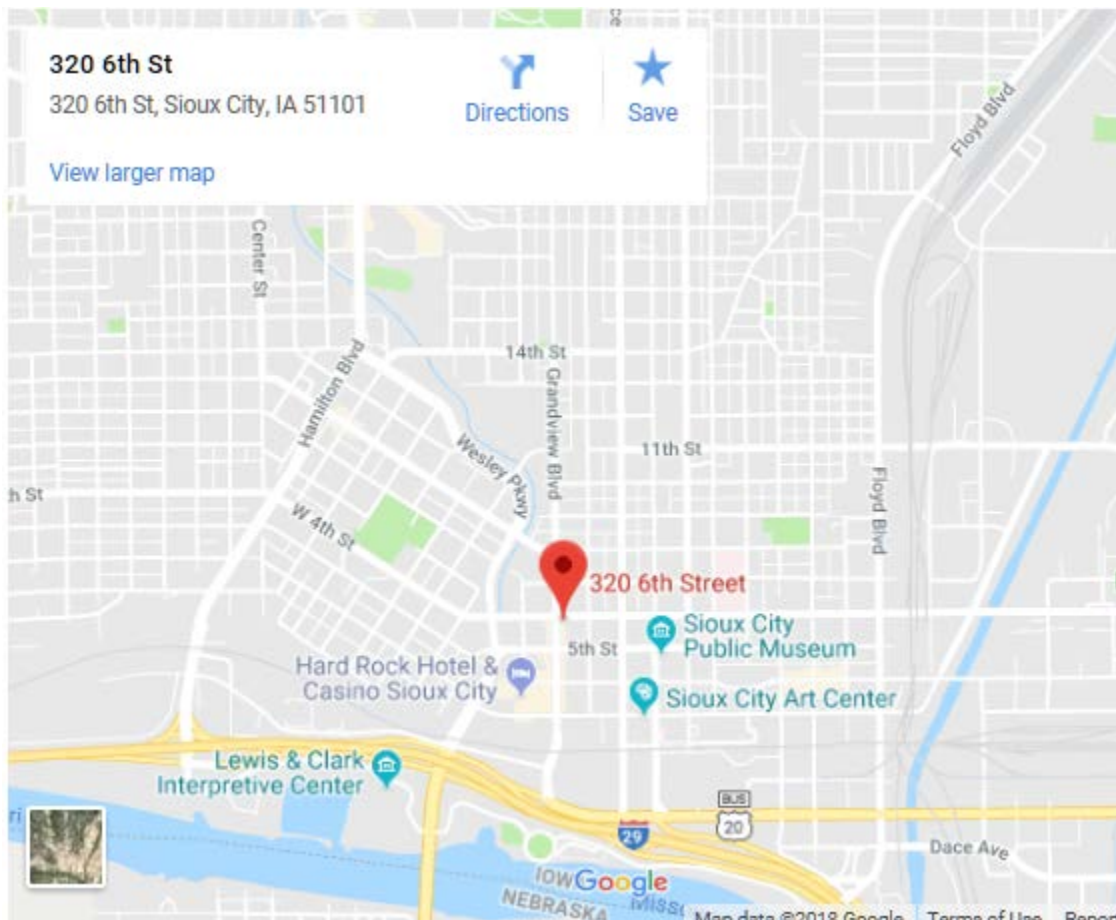 320 6th St
320 6th St, Sioux City, IA 51101
Directions
Save
View larger map
Floyd Blvd
Center St
14th St
Hamilton Blvd
Grandview Blvd
Wesley Pkwy
11th St
Floyd Blvd
h St
W 4th St
320 6th Street
5th St
Sioux City
Public Museum
Hard Rock Hotel &
Casino Sioux City
Sioux City Art Center
Lewis & Clark
Interpretive Center
BUS
20
29
Dace Ave
Google
NEBRASKA
Map data ©2018 Google
Terms of Use